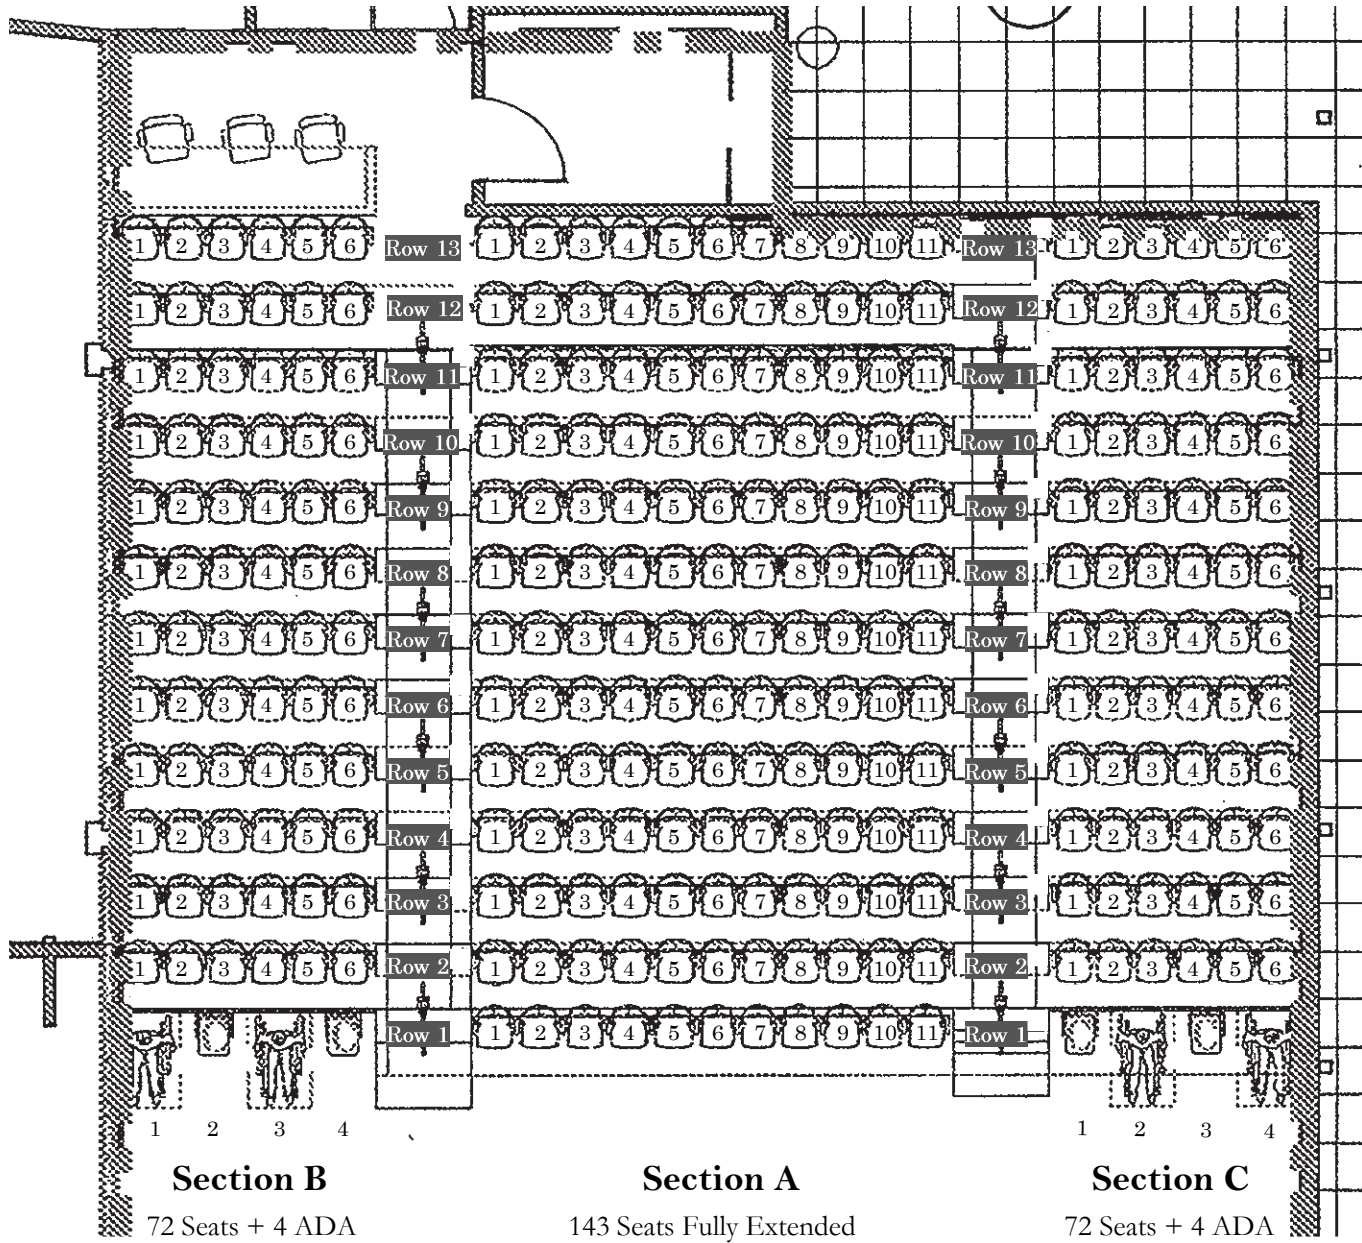 1 2 3 4 5 6 Row 13 1 2 3 4 5 6 7 8 9 10 11 Row 13 1 2 3 4 5 6
1 2 3 4 5 6 Row 12 1 2 3 4 5 6 7 8 9 10 11 Row 12 1 2 3 4 5 6
1 2 3 4 5 6 Row 11 1 2 3 4 5 6 7 8 9 10 11 Row 11 1 2 3 4 5 6
1 2 3 4 5 6 Row 10 1 2 3 4 5 6 7 8 9 10 11 Row 10 1 2 3 4 5 6
1 2 3 4 5 6 Row 9 1 2 3 4 5 6 7 8 9 10 11 Row 9 1 2 3 4 5 6
1 2 3 4 5 6 Row 8 1 2 3 4 5 6 7 8 9 10 11 Row 8 1 2 3 4 5 6
1 2 3 4 5 6 Row 7 1 2 3 4 5 6 7 8 9 10 11 Row 7 1 2 3 4 5 6
1 2 3 4 5 6 Row 6 1 2 3 4 5 6 7 8 9 10 11 Row 6 1 2 3 4 5 6
1 2 3 4 5 6 Row 5 1 2 3 4 5 6 7 8 9 10 11 Row 5 1 2 3 4 5 6
1 2 3 4 5 6 Row 4 1 2 3 4 5 6 7 8 9 10 11 Row 4 1 2 3 4 5 6
1 2 3 4 5 6 Row 3 1 2 3 4 5 6 7 8 9 10 11 Row 3 1 2 3 4 5 6
1 2 3 4 5 6 Row 2 1 2 3 4 5 6 7 8 9 10 11 Row 2 1 2 3 4 5 6
Row 1 1 2 3 4 5 6 7 8 9 10 11 Row 1
1 2 3 4 1 2 3 4
Section B Section A Section C
72 Seats + 4 ADA 143 Seats Fully Extended 72 Seats + 4 ADA